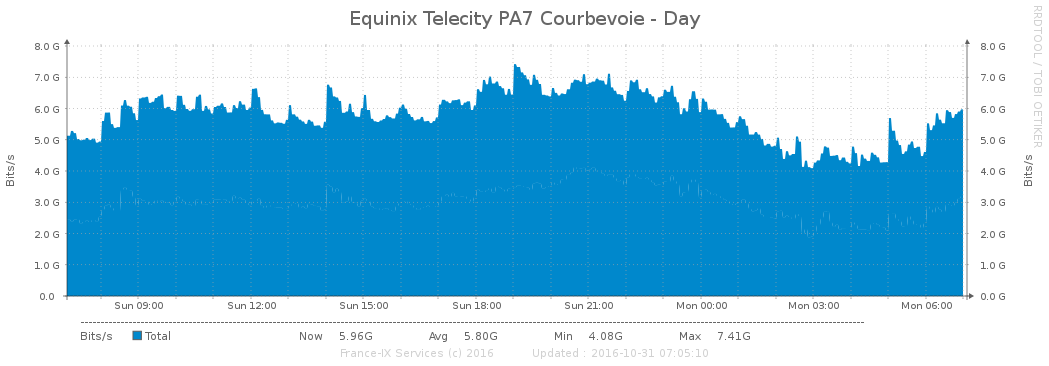 Equinix Telecity PA7 Courbevoie - Day
RRDTOOL / TOBI OETIKER
8.0 G 8.0 G
7.0 G 7.0 G
6.0 G 6.0 G
5.0 G 5.0 G
4.0 G 4.0 G
3.0 G 3.0 G
2.0 G 2.0 G
1.0 G 1.0 G
0.0 0.0 G
Bits/s
Bits/s
Sun 09:00 Sun 12:00 Sun 15:00 Sun 18:00 Sun 21:00 Mon 00:00 Mon 03:00 Mon 06:00
Bits/s Total Now 5.96G Avg 5.80G Min 4.08G Max 7.41G
France-IX Services (c) 2016 Updated : 2016-10-31 07:05:10